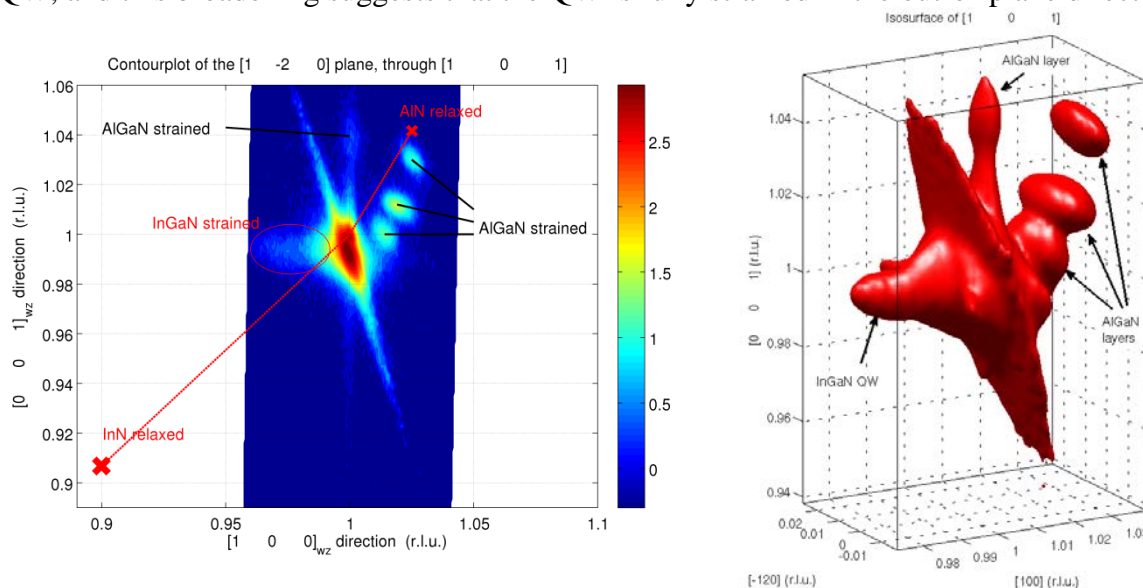 Isosurface of [1 0 1]
Contourplot of the [1 -2 0] plane, through [1 0 1]
1.06
1.04
1.02
1
0.98
0.96
0.94
0.92
0.9
[0 0 1]wz direction (r.l.u.)
AlGaN strained
InGaN strained
AlN relaxed
AlGaN strained
InN relaxed
0.9
0.95
1
1.05
1.1
[1 0 0]wz direction (r.l.u.)
2.5
2
1.5
1
0.5
0
AlGaN layer
1.04
1.02
1
0.98
0.96
0.94
[0 0 1] (r.l.u.)
InGaN QW
AlGaN
layers
0.02
0.01
0
-0.01
[-120] (r.l.u.)
0.98
0.99
1
1.01
1.02
1.03
[100] (r.l.u.)